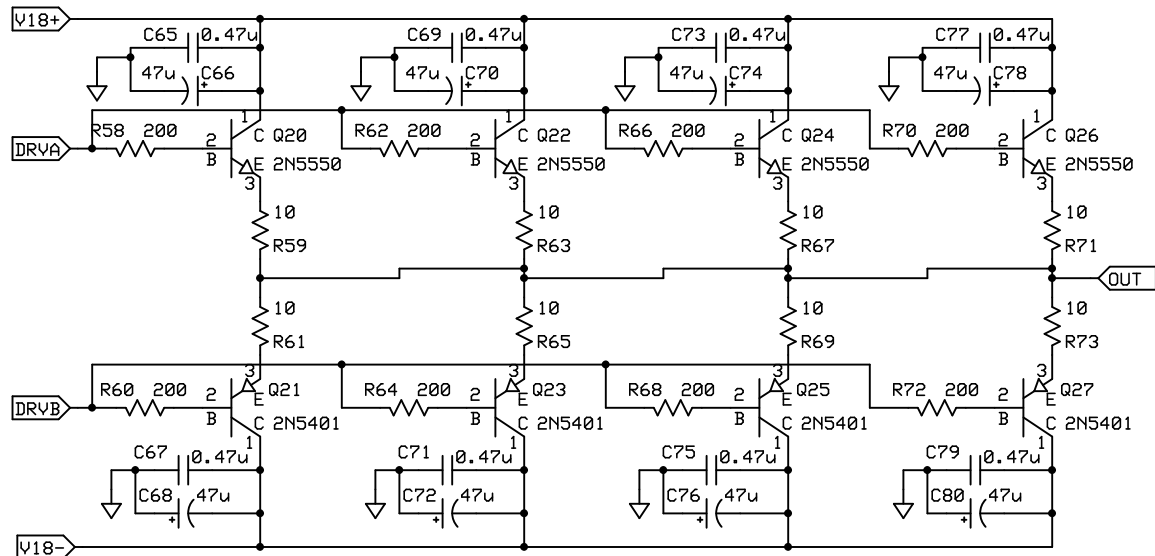 V18+
C65 0.47u C69 0.47u C73 0.47u C77 0.47u
47u C66 47u C70 47u C74 47u C78
+ + + +
1 1 1 1
R58 200 2 C Q20 R62 200 2 C Q22 R66 200 2 C Q24 R70 200 2 C Q26
DRVA
B E 2N5550 B E 2N5550 B E 2N5550 B E 2N5550
3 3 3 3
10 10 10 10
R59 R63 R67 R71
OUT
10 10 10 10
R61 R65 R69 R73
3 3 3 3
R60 200 2 E Q21 R64 200 2 E Q23 R68 200 2 E Q25 R72 200 2 E Q27
DRVB
B C 2N5401 B C 2N5401 B C 2N5401 B C 2N5401
1 1 1 1
C67 0.47u C71 0.47u C75 0.47u C79 0.47u
C68 47u C72 47u C76 47u C80 47u
+ + + +
V18-